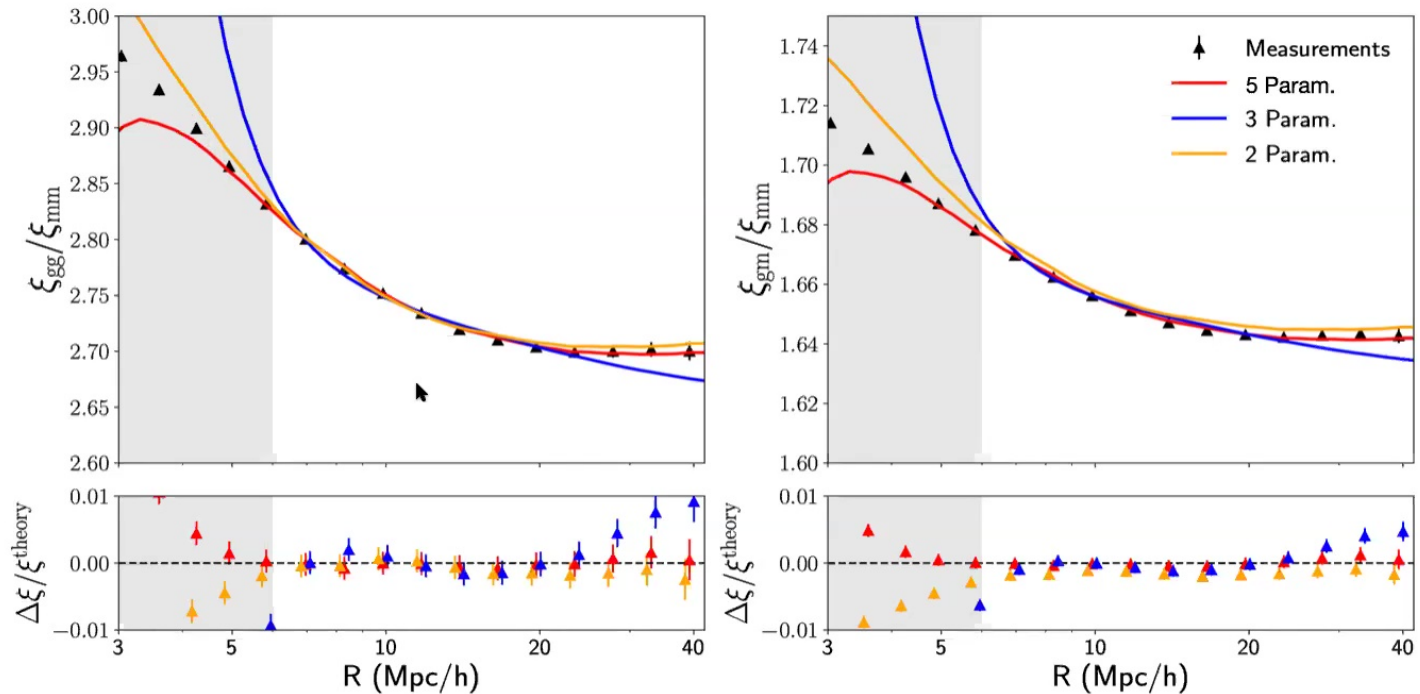 3.00
2.95
2.90
2.85
2.80
2.75
2.70
2.65
2.60
ξgg/ξmm
1.74
1.72
1.70
1.68
1.66
1.64
1.62
1.60
ξgm/ξmm
Measurements
5 Param.
3 Param.
2 Param.
0.01
0.00
−0.01
Δξ/ξtheory
3 5 10 20 40
R (Mpc/h)
0.01
0.00
−0.01
Δξ/ξtheory
3 5 10 20 40
R (Mpc/h)